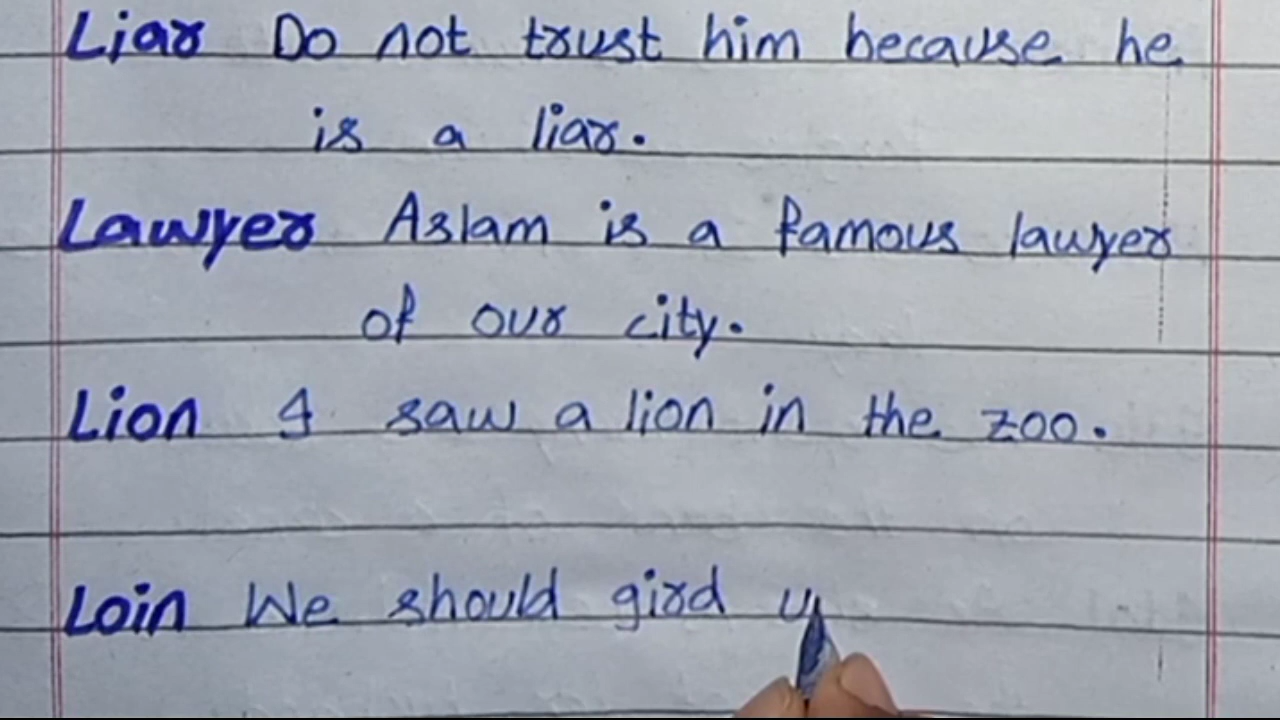 Liar Do not trust him because he
is a liar.
Lawyer Aslam is a famous lawyer
of our city.
Lion I saw a lion in the zoo.
Loin We should gird u